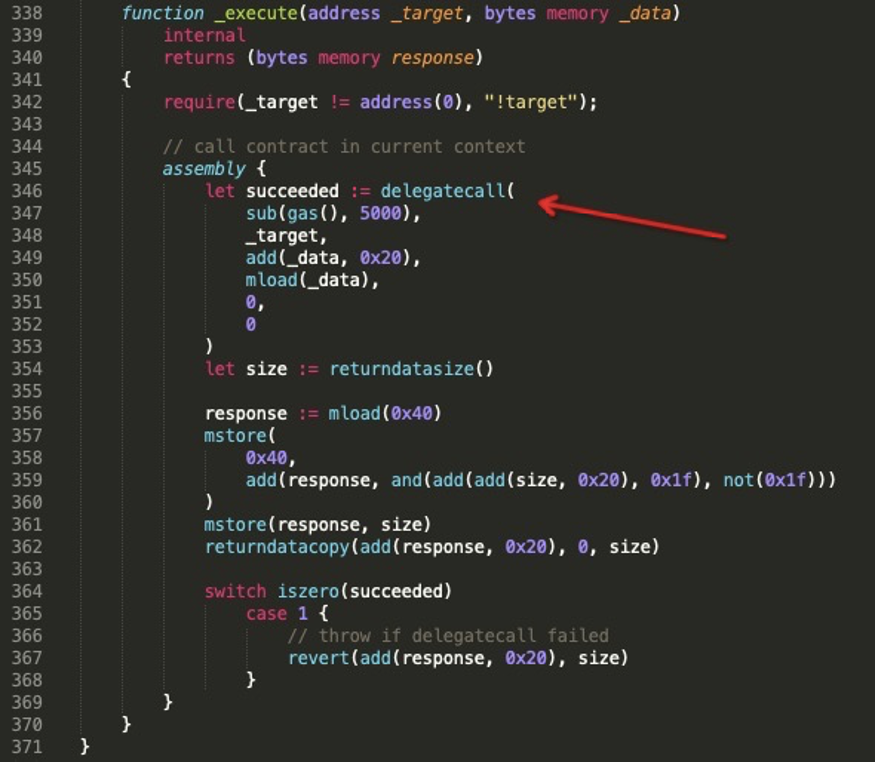 338 function _execute(address _target, bytes memory _data)
339 internal
340 returns (bytes memory response)
341 {
342 require(_target != address(0), "!target");
343
344 // call contract in current context
345 assembly {
346 let succeeded := delegatecall(
347 sub(gas(), 5000),
348 _target,
349 add(_data, 0x20),
350 mload(_data),
351 0,
352 0
353 )
354 let size := returndatasize()
355
356 response := mload(0x40)
357 mstore(
358 0x40,
359 add(response, and(add(add(size, 0x20), 0x1f), not(0x1f)))
360 )
361 mstore(response, size)
362 returndatacopy(add(response, 0x20), 0, size)
363
364 switch iszero(succeeded)
365 case 1 {
366 // throw if delegatecall failed
367 revert(add(response, 0x20), size)
368 }
369 }
370 }
371 }